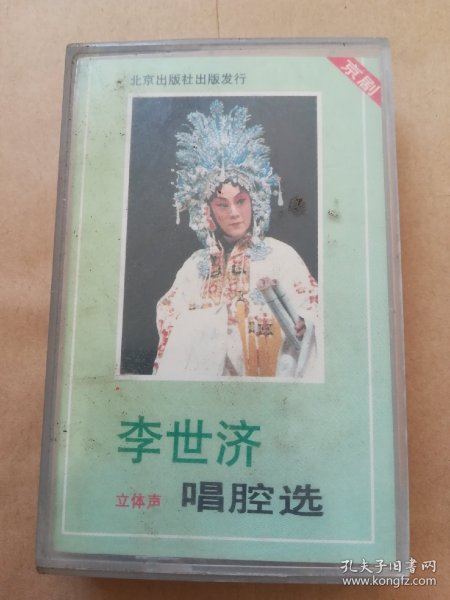 北京出版社出版发行
京剧
李世济
立体声 唱腔选
孔夫子旧书网
www.kongfz.com